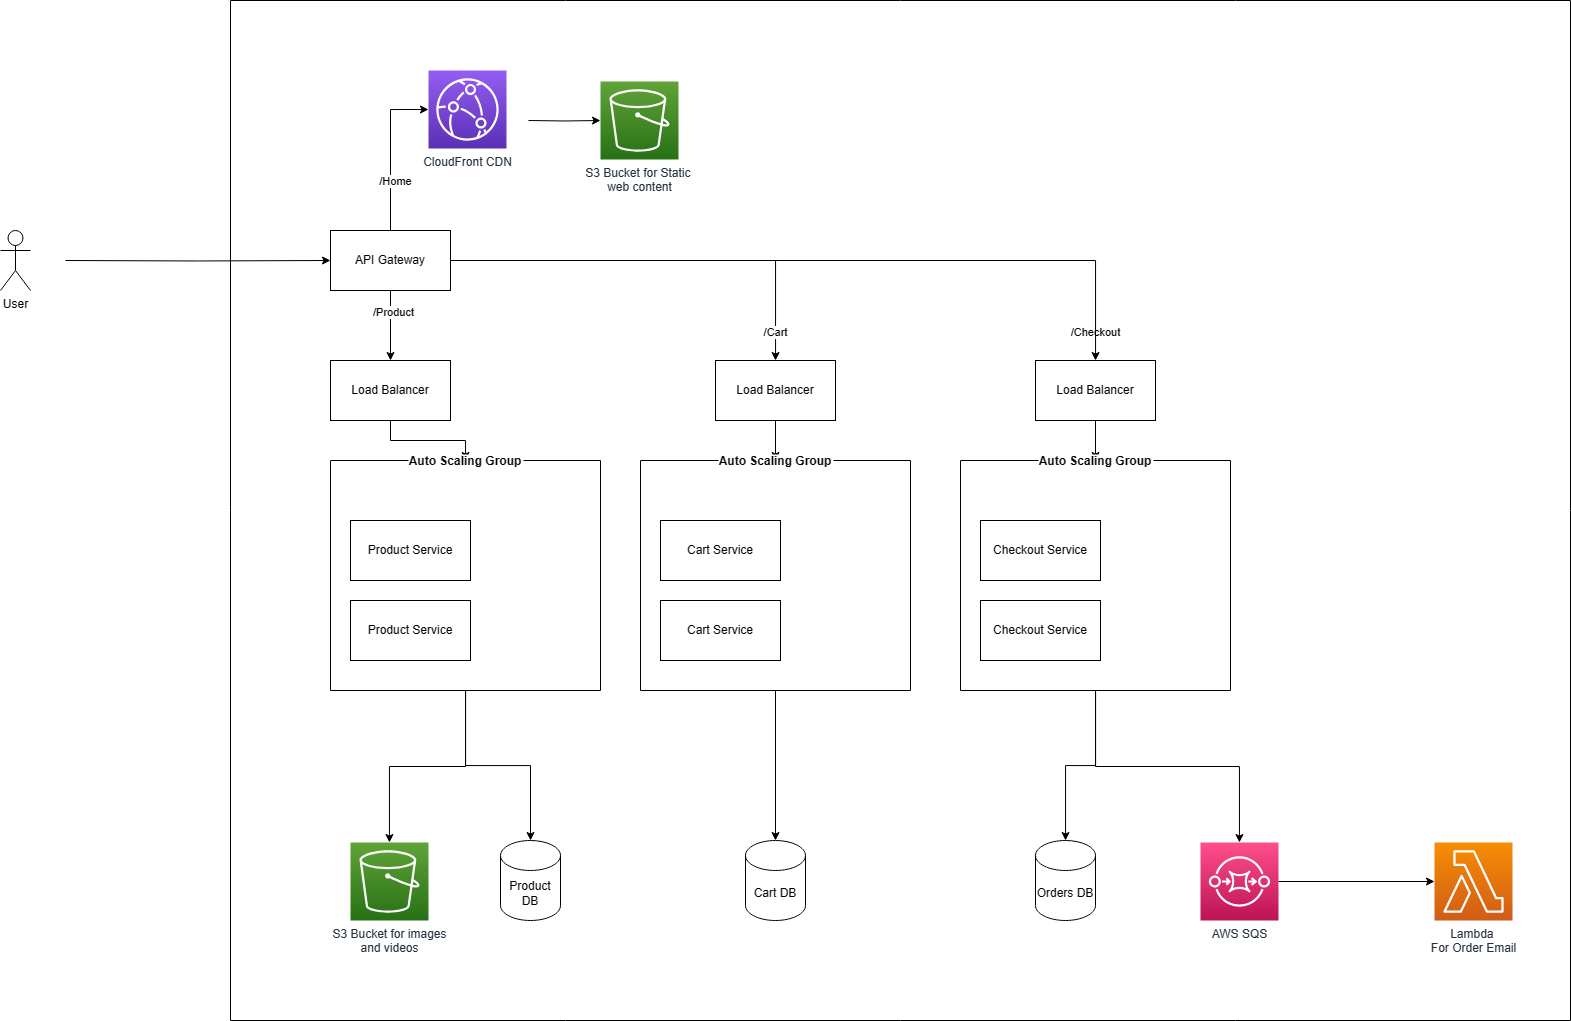 CloudFront CDN
S3 Bucket for Static
web content
/Home
User
API Gateway
/Product
/Cart
/Checkout
Load Balancer
Load Balancer
Load Balancer
Auto Scaling Group
Auto Scaling Group
Auto Scaling Group
Product Service
Cart Service
Checkout Service
Product Service
Cart Service
Checkout Service
Product
DB
Cart DB
Orders DB
S3 Bucket for images
and videos
AWS SQS
Lambda
For Order Email